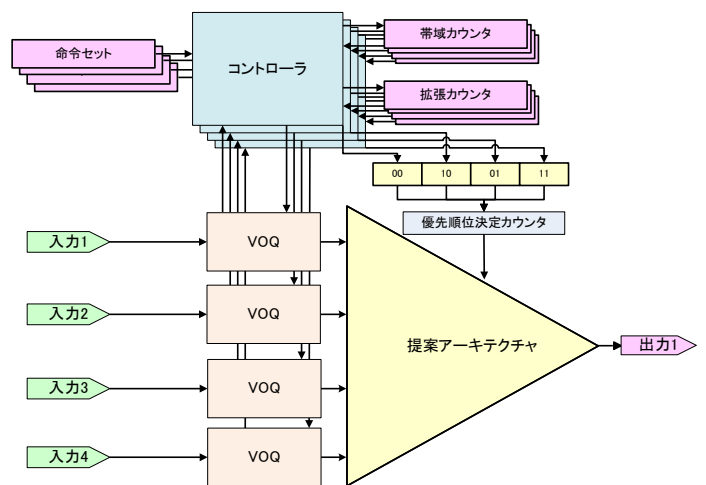 命令セット
コントローラ
帯域カウンタ
拡張カウンタ
00 10 01 11
優先順位決定カウンタ
入力1
VOQ
入力2
VOQ
提案アーキテクチャ
出力1
入力3
VOQ
入力4
VOQ